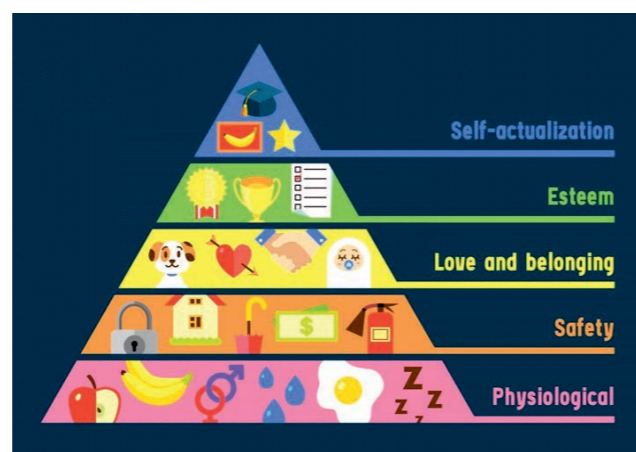 Self-actualization
Esteem
Love and belonging
$
Safety
Z
Z
Z
Z
Physiological